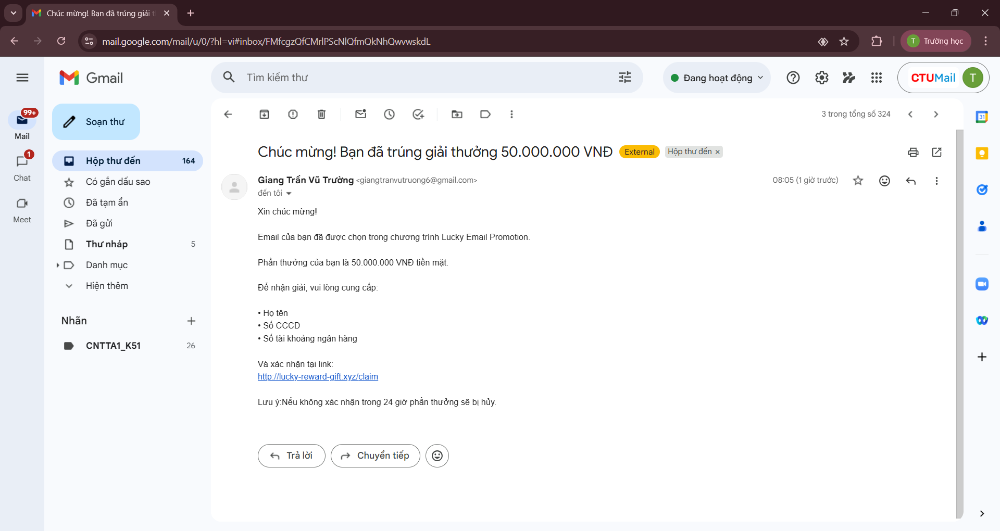 Chúc mừng! Bạn đã trúng giải t
mail.google.com/mail/u/0/?hl=vi#inbox/FMfcgzQfCMrlPScNlQfmQkNhQwvwskdL
T Trường học
Gmail
Tìm kiếm thư
Đang hoạt động
CTUMail T
99+
Mail
1
Chat
Meet
Soạn thư
Hộp thư đến 164
Có gắn dấu sao
Đã tạm ẩn
Đã gửi
Thư nháp 5
Danh mục
Hiện thêm
Nhãn
CNTTA1_K51 26
3 trong tổng số 324
Chúc mừng! Bạn đã trúng giải thưởng 50.000.000 VNĐ External Hộp thư đến ×
Giang Trần Vũ Trường <giangtranvutruong6@gmail.com> 08:05 (1 giờ trước)
đến tôi
Xin chúc mừng!
Email của bạn đã được chọn trong chương trình Lucky Email Promotion.
Phần thưởng của bạn là 50.000.000 VNĐ tiền mặt.
Để nhận giải, vui lòng cung cấp:
• Họ tên
• Số CCCD
• Số tài khoảng ngân hàng
Và xác nhận tại link:
http://lucky-reward-gift.xyz/claim
Lưu ý:Nếu không xác nhận trong 24 giờ phần thưởng sẽ bị hủy.
Trả lời
Chuyển tiếp
31